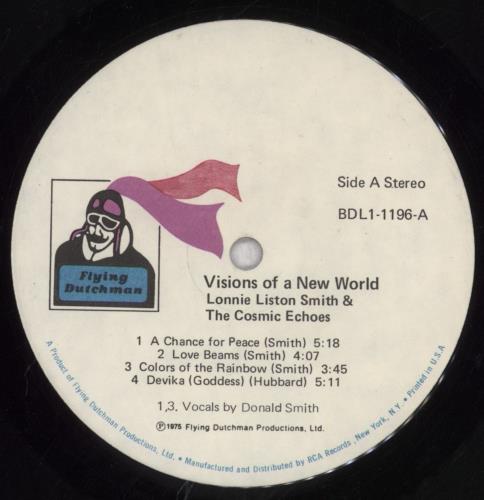 Side A Stereo
BDL1-1196-A
Flying
Dutchman
Visions of a New World
Lonnie Liston Smith &
The Cosmic Echoes
1 A Chance for Peace (Smith) 5:18
2 Love Beams (Smith) 4:07
3 Colors of the Rainbow (Smith) 3:45
4 Devika (Goddess) (Hubbard) 5:11
1,3. Vocals by Donald Smith
Ⓟ1975 Flying Dutchman Productions, Ltd.
A Product of Flying Dutchman Productions, Ltd. • Manufactured and Distributed by RCA Records, New York, N.Y. • Printed in U.S.A